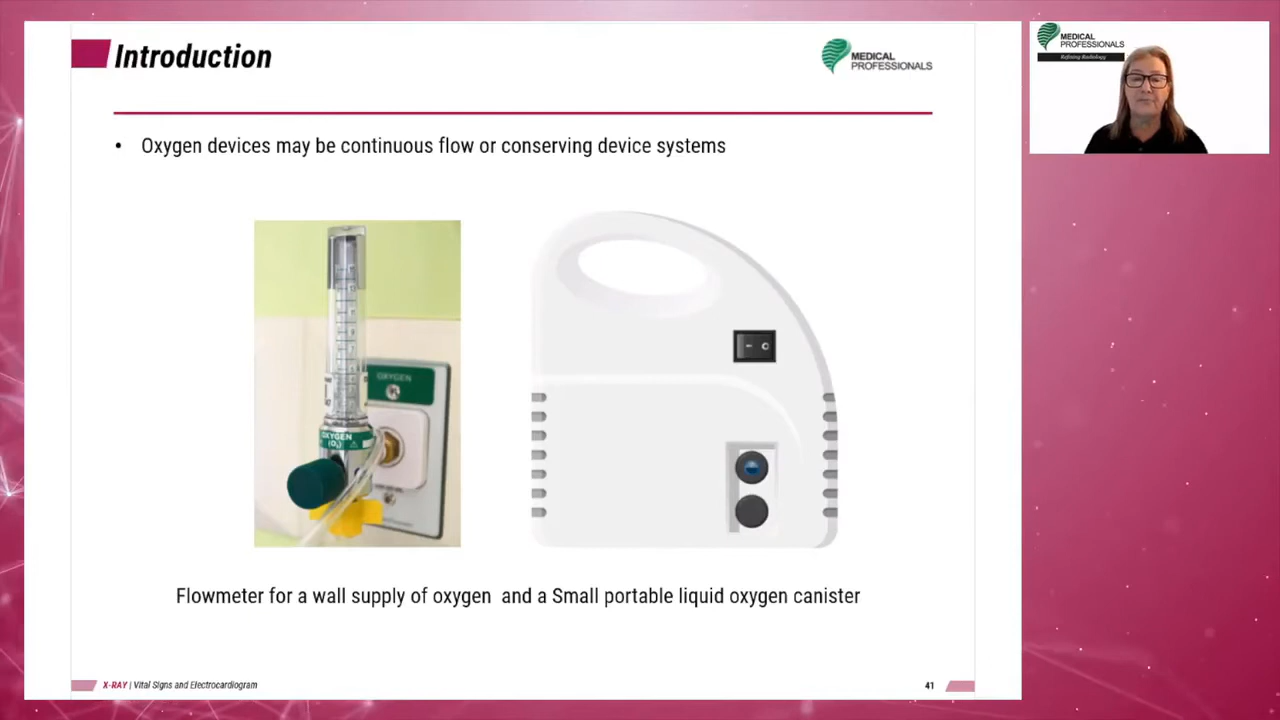 Introduction
MEDICAL
PROFESSIONALS
MEDICAL
PROFESSIONALS
Refining Radiology
• Oxygen devices may be continuous flow or conserving device systems
OXYGEN
OXYGEN
(O₂)
Flowmeter for a wall supply of oxygen and a Small portable liquid oxygen canister
X-RAY | Vital Signs and Electrocardiogram
41